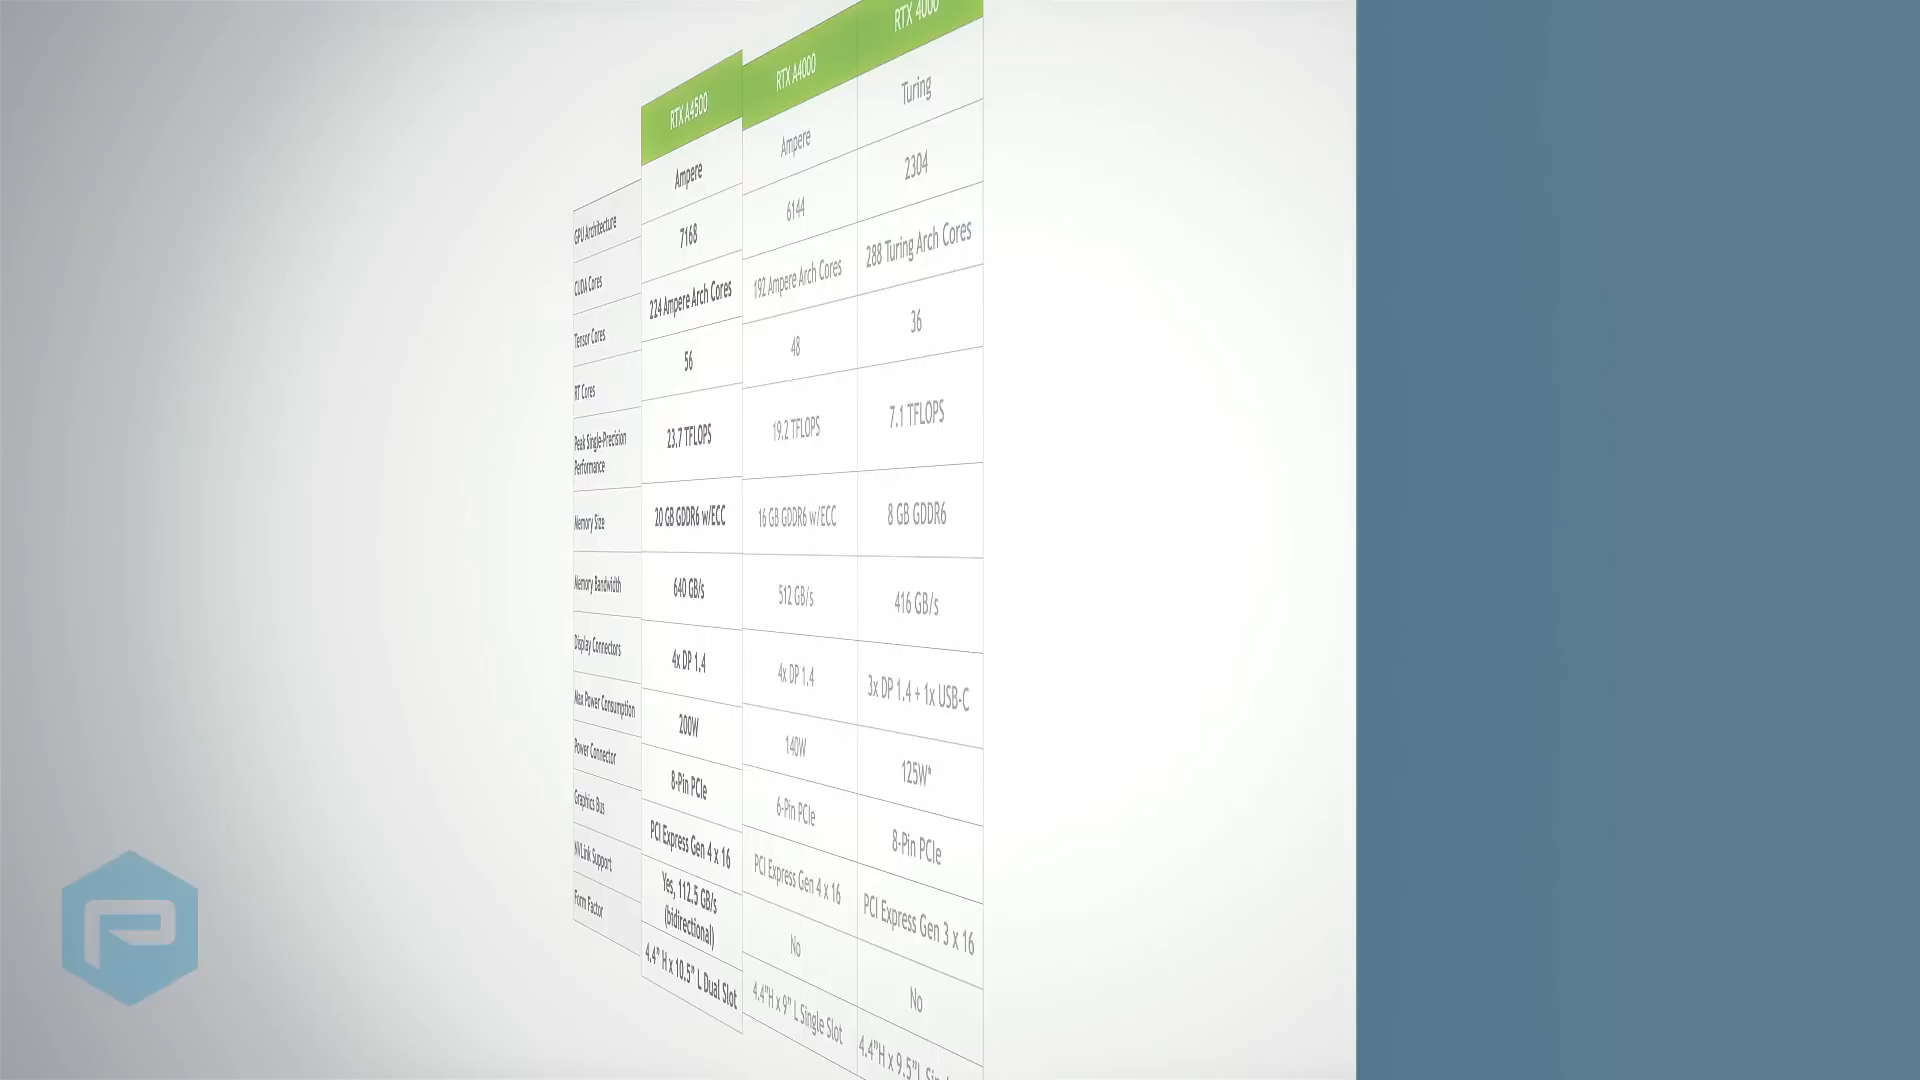 RTX A4500 RTX A4000 RTX 4000
GPU Architecture Ampere Ampere Turing
CUDA Cores 7168 6144 2304
Tensor Cores 224 Ampere Arch Cores 192 Ampere Arch Cores 288 Turing Arch Cores
RT Cores 56 48 36
Peak Single-Precision
Performance 23.7 TFLOPS 19.2 TFLOPS 7.1 TFLOPS
Memory Size 20 GB GDDR6 w/ECC 16 GB GDDR6 w/ECC 8 GB GDDR6
Memory Bandwidth 640 GB/s 512 GB/s 416 GB/s
Display Connectors 4x DP 1.4 4x DP 1.4 3x DP 1.4 + 1x USB-C
Max Power Consumption 200W 140W 125W*
Power Connector 8-Pin PCIe 6-Pin PCIe 8-Pin PCIe
Graphics Bus PCI Express Gen 4 x 16 PCI Express Gen 4 x 16 PCI Express Gen 3 x 16
NVLink Support Yes, 112.5 GB/s
(bidirectional) No No
Form Factor 4.4" H x 10.5" L Dual Slot 4.4"H x 9" L Single Slot 4.4"H x 9.5"L